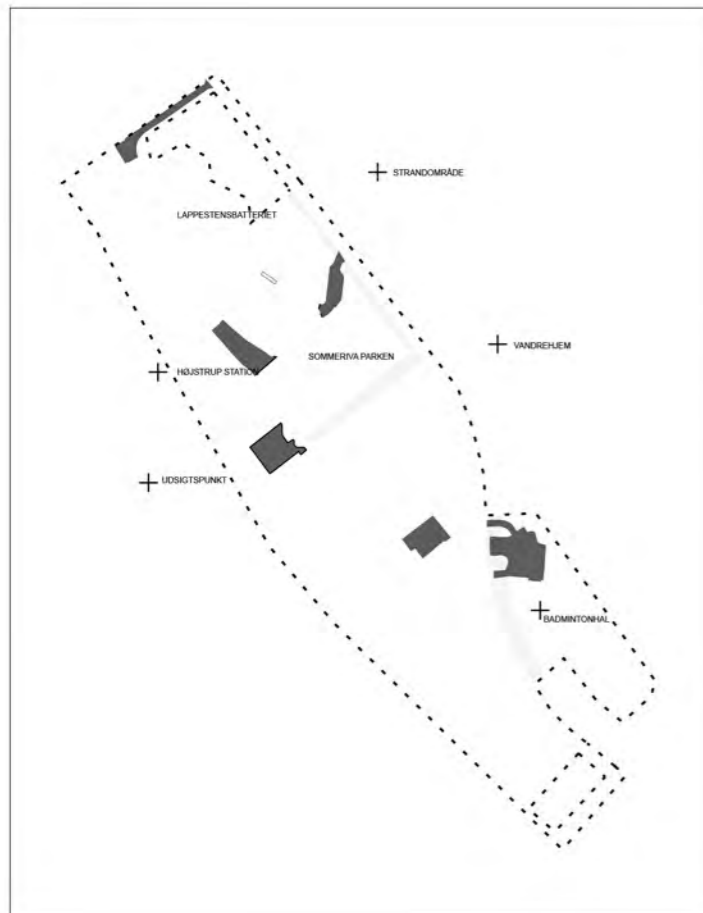 STRANDOMRÅDE
LAPPESTENSBATTERIET
VANDREHJEM
SOMMERIVA PARKEN
HØJSTRUP STATION
UDSIGTSPUNKT
BADMINTONHAL